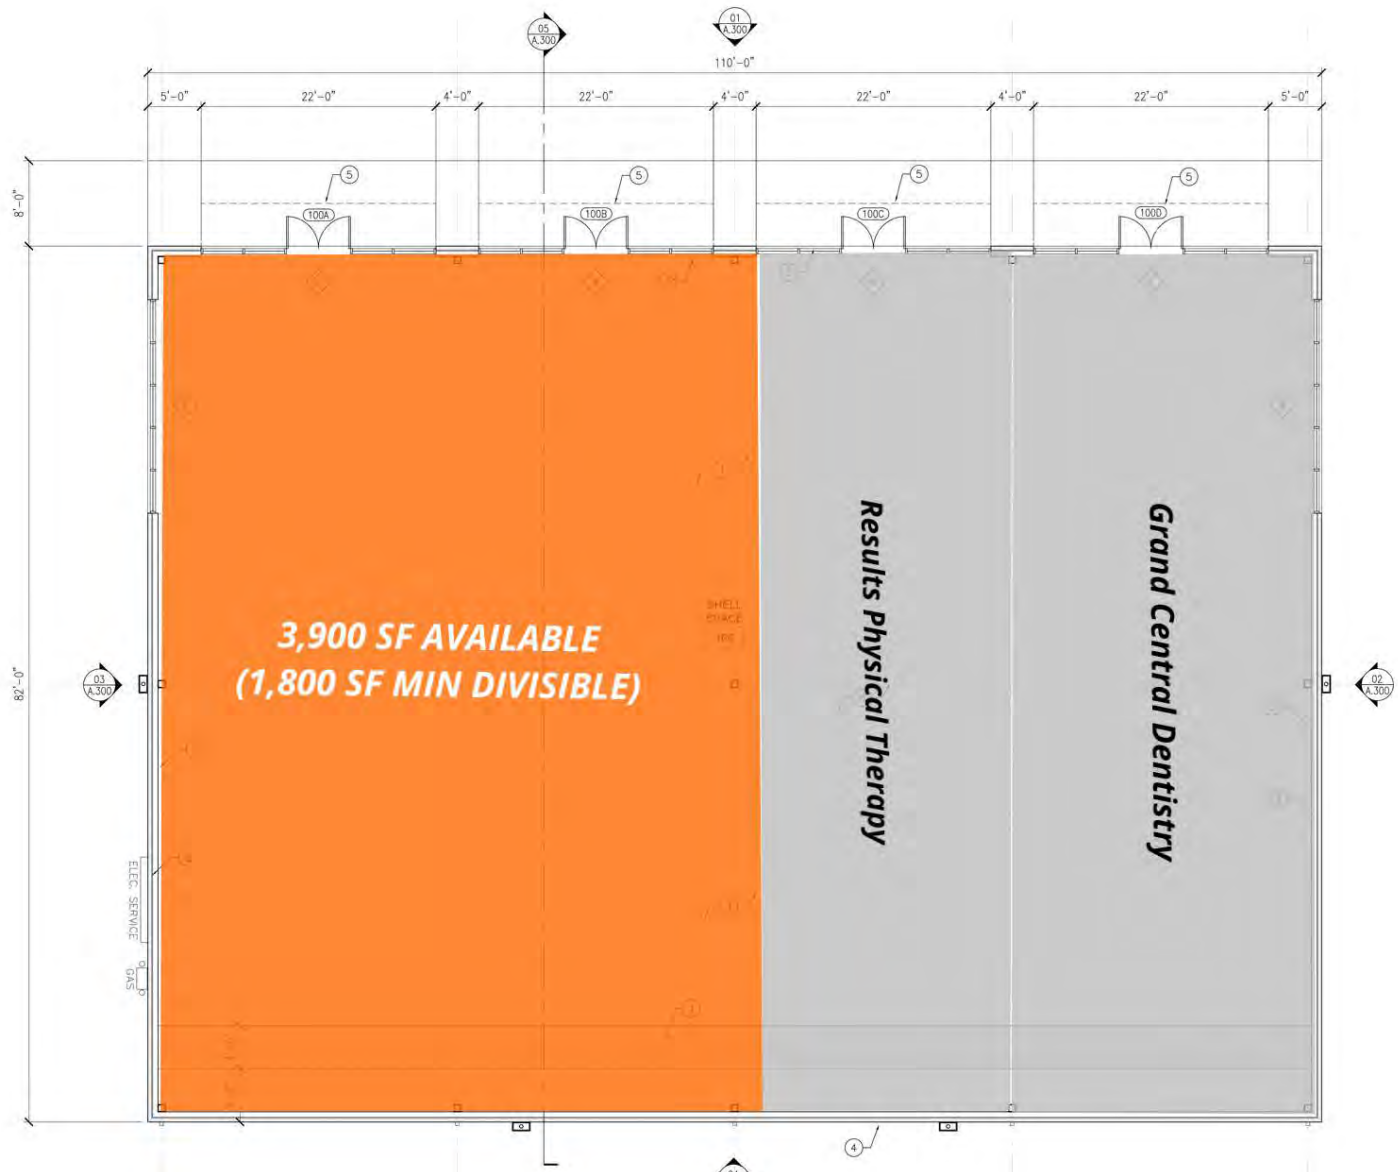 05
A.300
01
A.300
110'-0"
5'-0"
22'-0"
4'-0"
22'-0"
4'-0"
22'-0"
4'-0"
22'-0"
5'-0"
8'-0"
5
5
5
5
100A
100B
100C
100D
SHELL
SPACE
100
3,900 SF AVAILABLE
(1,800 SF MIN DIVISIBLE)
Results Physical Therapy
Grand Central Dentistry
82'-0"
03
A.300
02
A.300
ELEC. SERVICE
GAS
4